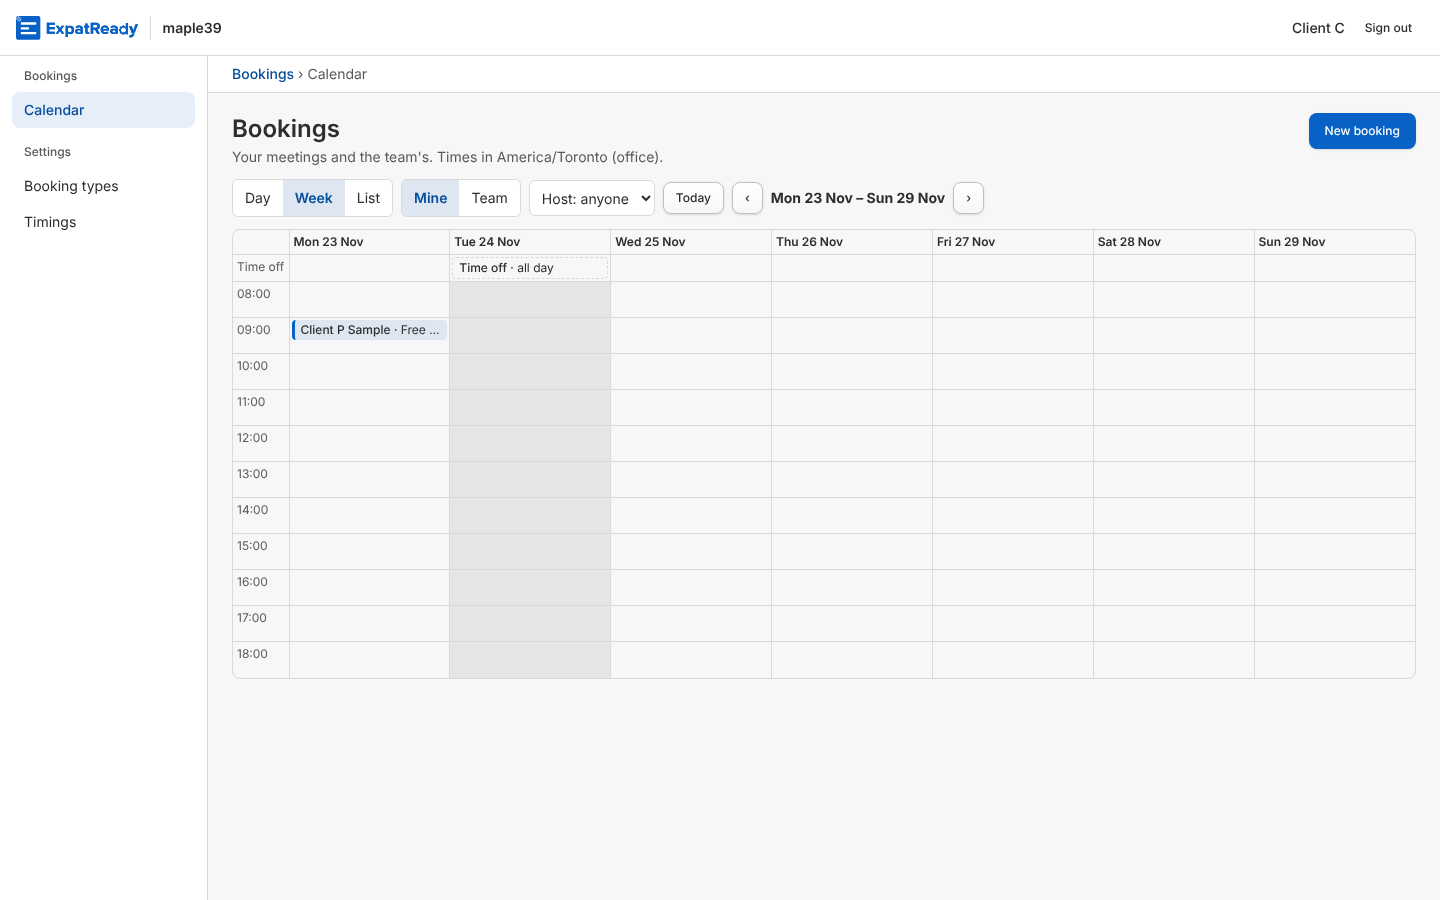 ExpatReady maple39 Client C Sign out
Bookings
Calendar
Settings
Booking types
Timings
Bookings › Calendar
Bookings
New booking
Your meetings and the team's. Times in America/Toronto (office).
Day Week List Mine Team Host: anyone Today ‹ Mon 23 Nov – Sun 29 Nov ›
Mon 23 Nov Tue 24 Nov Wed 25 Nov Thu 26 Nov Fri 27 Nov Sat 28 Nov Sun 29 Nov
Time off Time off · all day
08:00
09:00 Client P Sample · Free ...
10:00
11:00
12:00
13:00
14:00
15:00
16:00
17:00
18:00